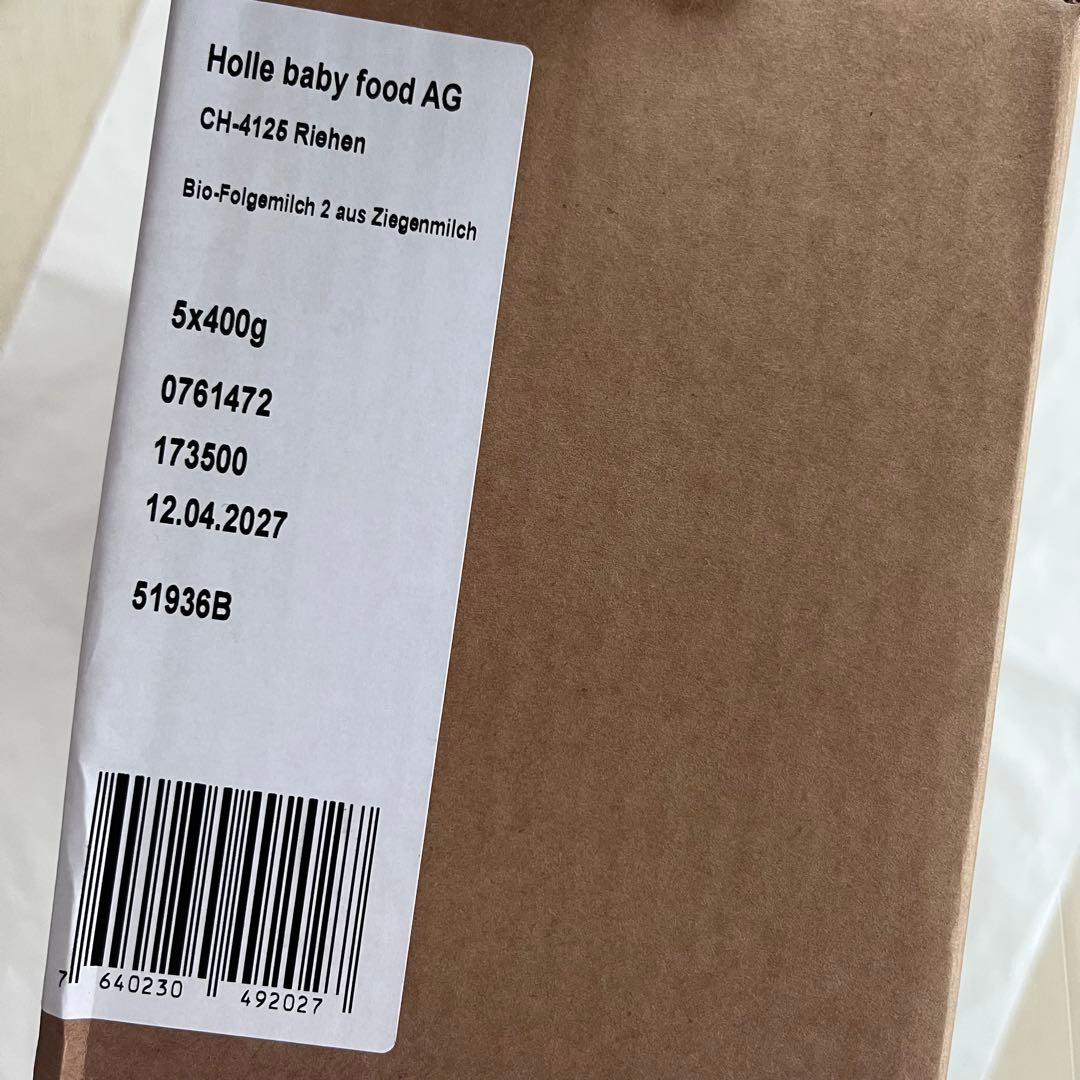 Holle baby food AG
CH-4125 Riehen
Bio-Folgemilch 2 aus Ziegenmilch
5x400g
0761472
173500
12.04.2027
51936B
7 640230 492027